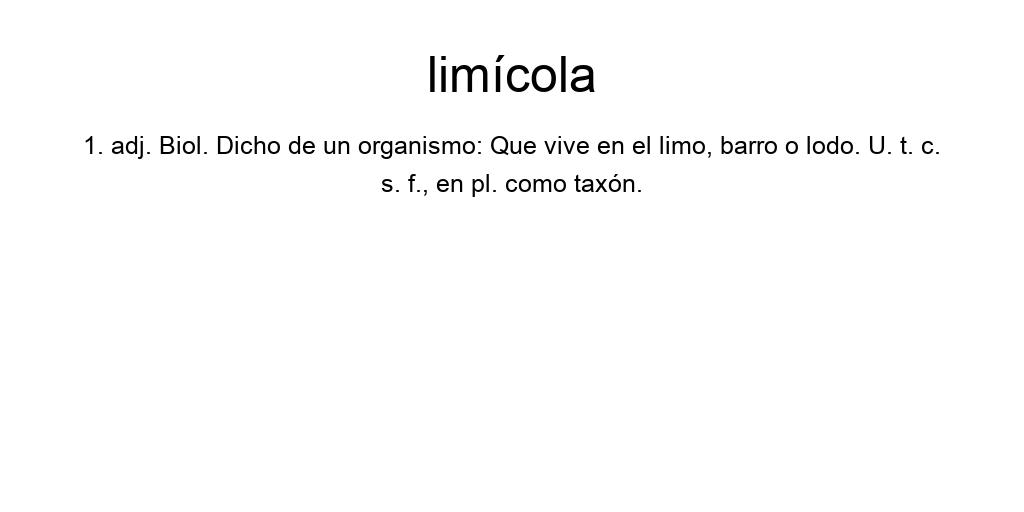 limícola
1. adj. Biol. Dicho de un organismo: Que vive en el limo, barro o lodo. U. t. c.
s. f., en pl. como taxón.